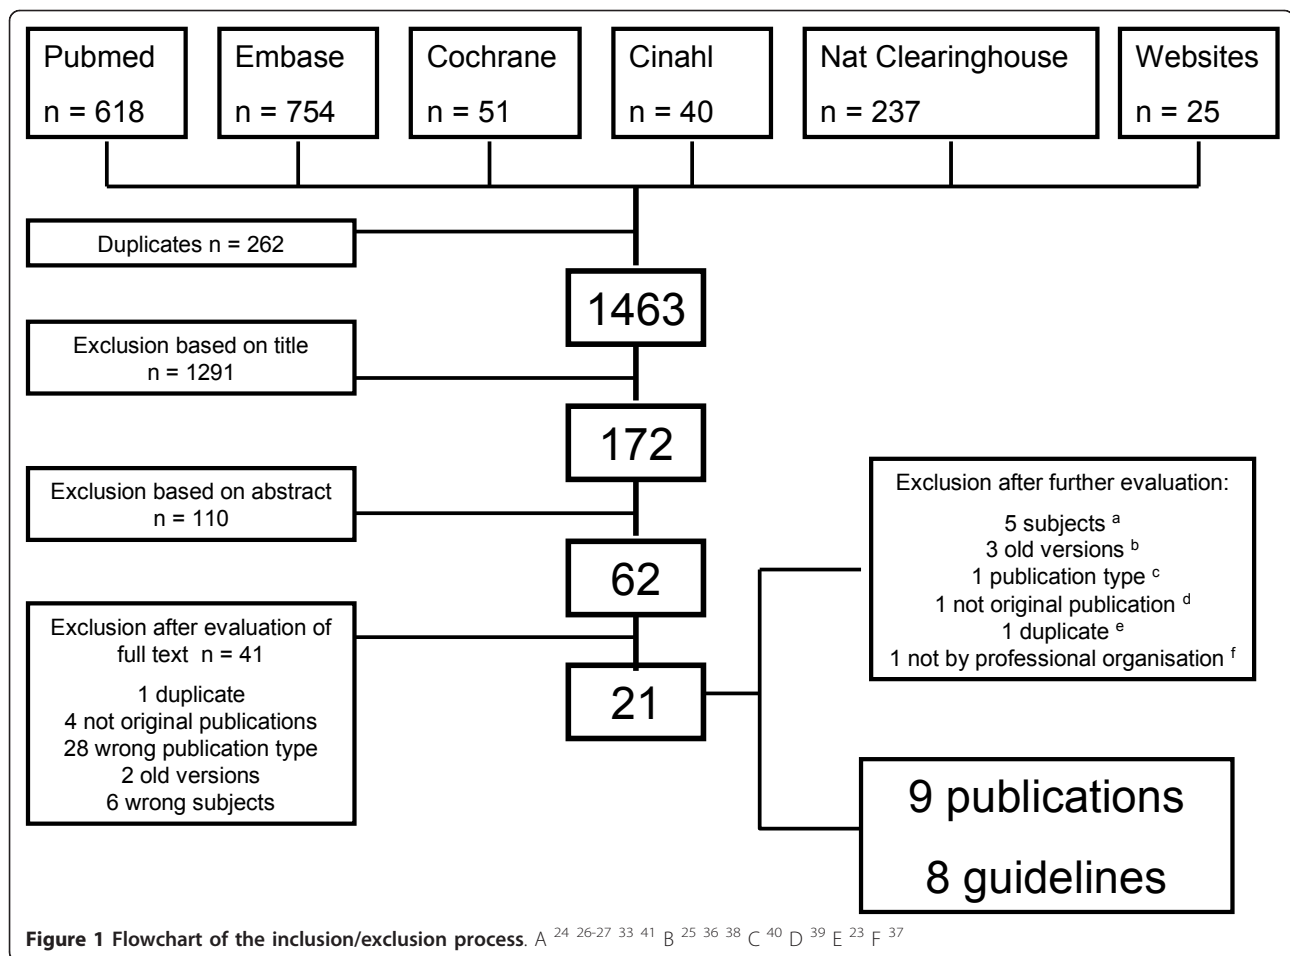 Pubmed
n = 618
Embase
n = 754
Cochrane
n = 51
Cinahl
n = 40
Nat Clearinghouse
n = 237
Websites
n = 25
Duplicates n = 262
1463
Exclusion based on title
n = 1291
172
Exclusion based on abstract
n = 110
62
Exclusion after evaluation of
full text n = 41
1 duplicate
4 not original publications
28 wrong publication type
2 old versions
6 wrong subjects
21
Exclusion after further evaluation:
5 subjects a
3 old versions b
1 publication type c
1 not original publication d
1 duplicate e
1 not by professional organisation f
9 publications
8 guidelines
Figure 1 Flowchart of the inclusion/exclusion process. A 24 26-27 33 41 B 25 36 38 C 40 D 39 E 23 F 37